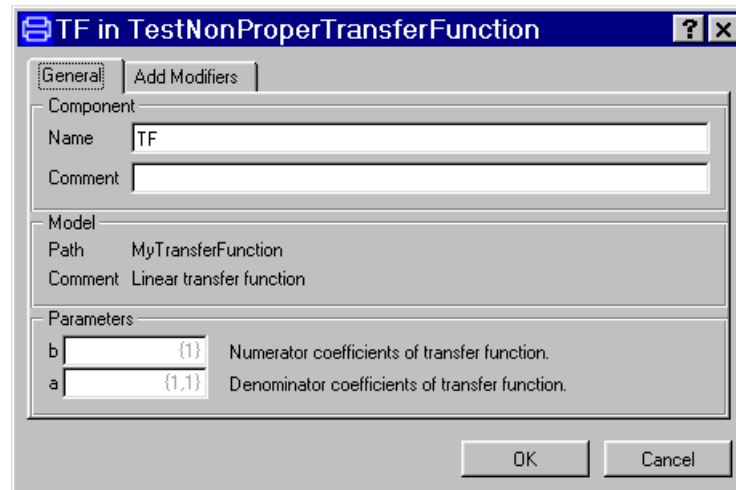 TF in TestNonProperTransferFunction ? ×
General Add Modifiers
Component
Name TF
Comment
Model
Path MyTransferFunction
Comment Linear transfer function
Parameters
b {1} Numerator coefficients of transfer function.
a {1,1} Denominator coefficients of transfer function.
OK Cancel